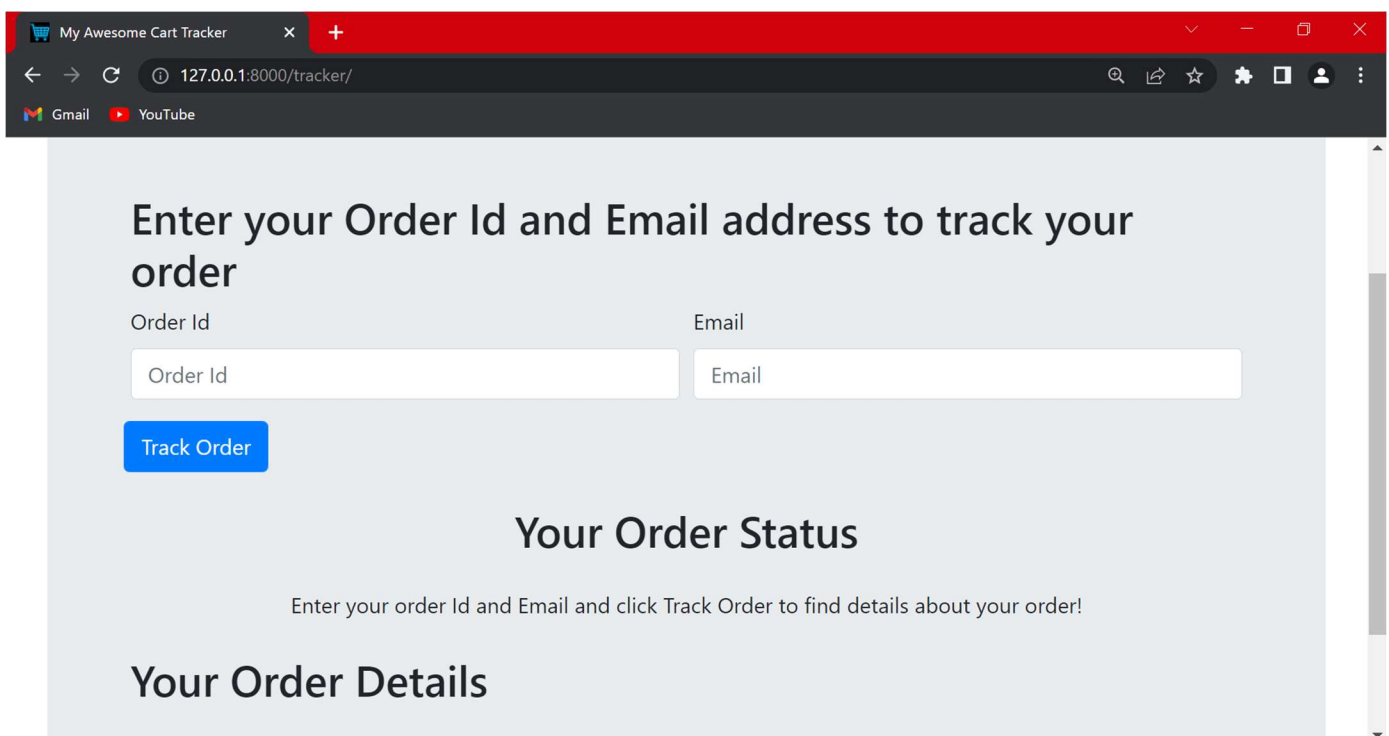 My Awesome Cart Tracker
127.0.0.1:8000/tracker/
Gmail YouTube
Enter your Order Id and Email address to track your
order
Order Id Email
Order Id Email
Track Order
Your Order Status
Enter your order Id and Email and click Track Order to find details about your order!
Your Order Details